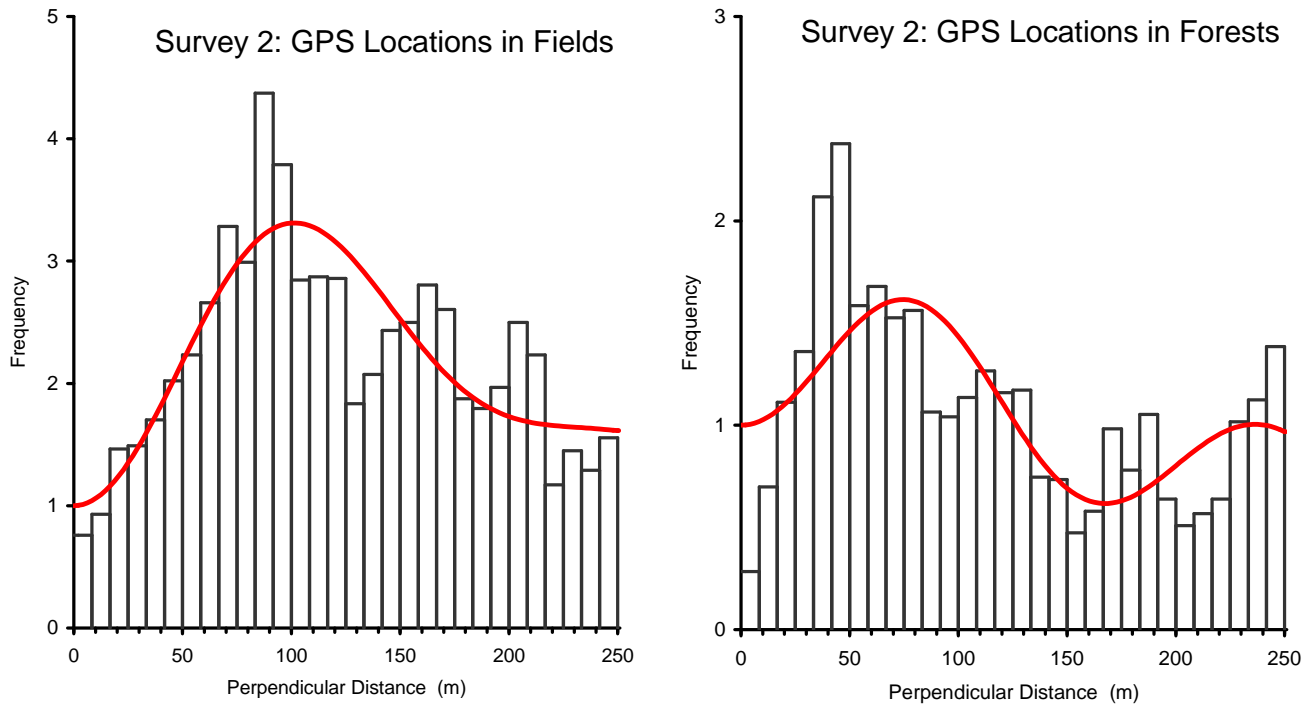 Survey 2: GPS Locations in Fields
5
4
3
2
1
0
Frequency
0 50 100 150 200 250
Perpendicular Distance (m)
Survey 2: GPS Locations in Forests
3
2
1
0
Frequency
0 50 100 150 200 250
Perpendicular Distance (m)